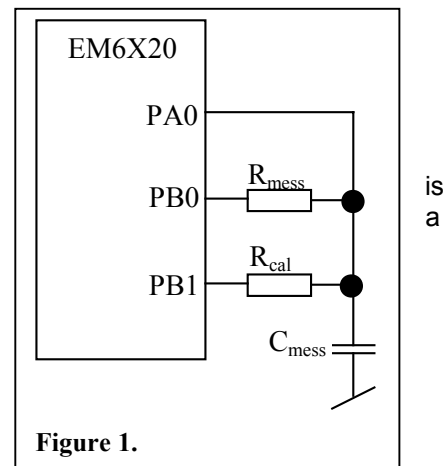 EM6X20
PA0
PB0
Rmess
PB1
Rcal
Cmess
Figure 1.
is
a